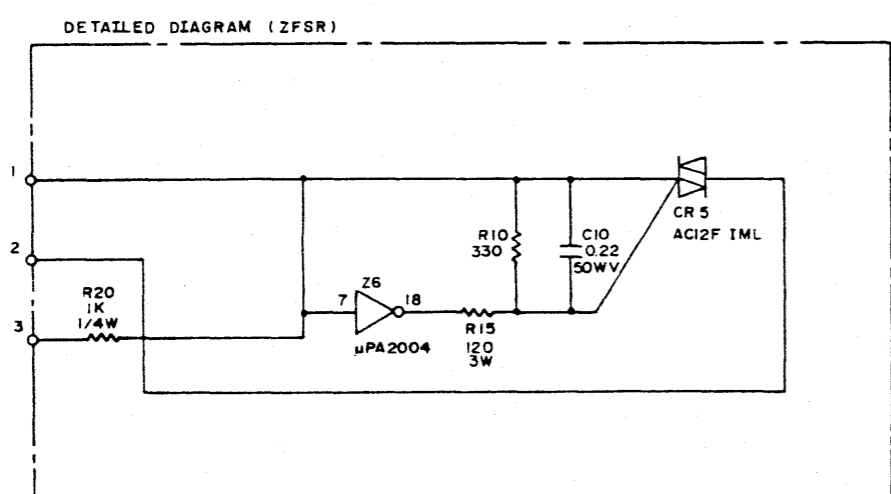 DETAILED DIAGRAM (ZFSR)
1
2
3
R20
1K
1/4W
7
Z6
18
µPA2004
R15
120
3W
R10
330
C10
0.22
50WV
CR5
AC12F IML